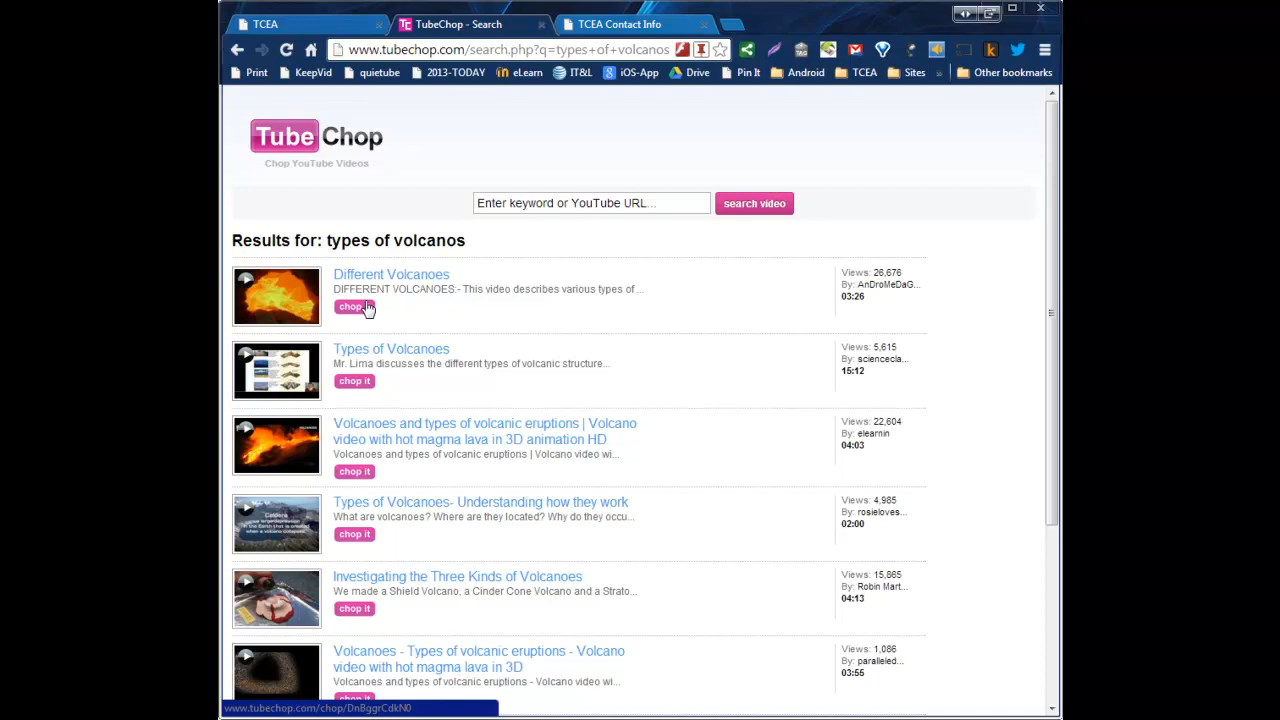 TCEA
TubeChop - Search
TCEA Contact Info
www.tubechop.com/search.php?q=types+of+volcanos
Print
KeepVid
quietube
2013-TODAY
eLearn
IT&L
iOS-App
Drive
Pin It
Android
TCEA
Sites
»
Other bookmarks
Tube Chop
Chop YouTube Videos
Enter keyword or YouTube URL...
search video
Results for: types of volcanos
Different Volcanoes
DIFFERENT VOLCANOES:- This video describes various types of ...
chop
Views: 26,676
By: AnDroMeDaG...
03:26
Types of Volcanoes
Mr. Lima discusses the different types of volcanic structure...
chop it
Views: 5,615
By: sciencecla...
15:12
Volcanoes and types of volcanic eruptions | Volcano
video with hot magma lava in 3D animation HD
Volcanoes and types of volcanic eruptions | Volcano video wi...
chop it
Views: 22,604
By: elearnin
04:03
Types of Volcanoes- Understanding how they work
What are volcanoes? Where are they located? Why do they occu...
chop it
Views: 4,985
By: rosieloves...
02:00
Investigating the Three Kinds of Volcanoes
We made a Shield Volcano, a Cinder Cone Volcano and a Strato...
chop it
Views: 15,865
By: Robin Mart...
04:13
Volcanoes - Types of volcanic eruptions - Volcano
video with hot magma lava in 3D
Volcanoes and types of volcanic eruptions - Volcano video wi...
chop it
Views: 1,086
By: paralleled...
03:55
www.tubechop.com/chop/DnBggrCdkN0